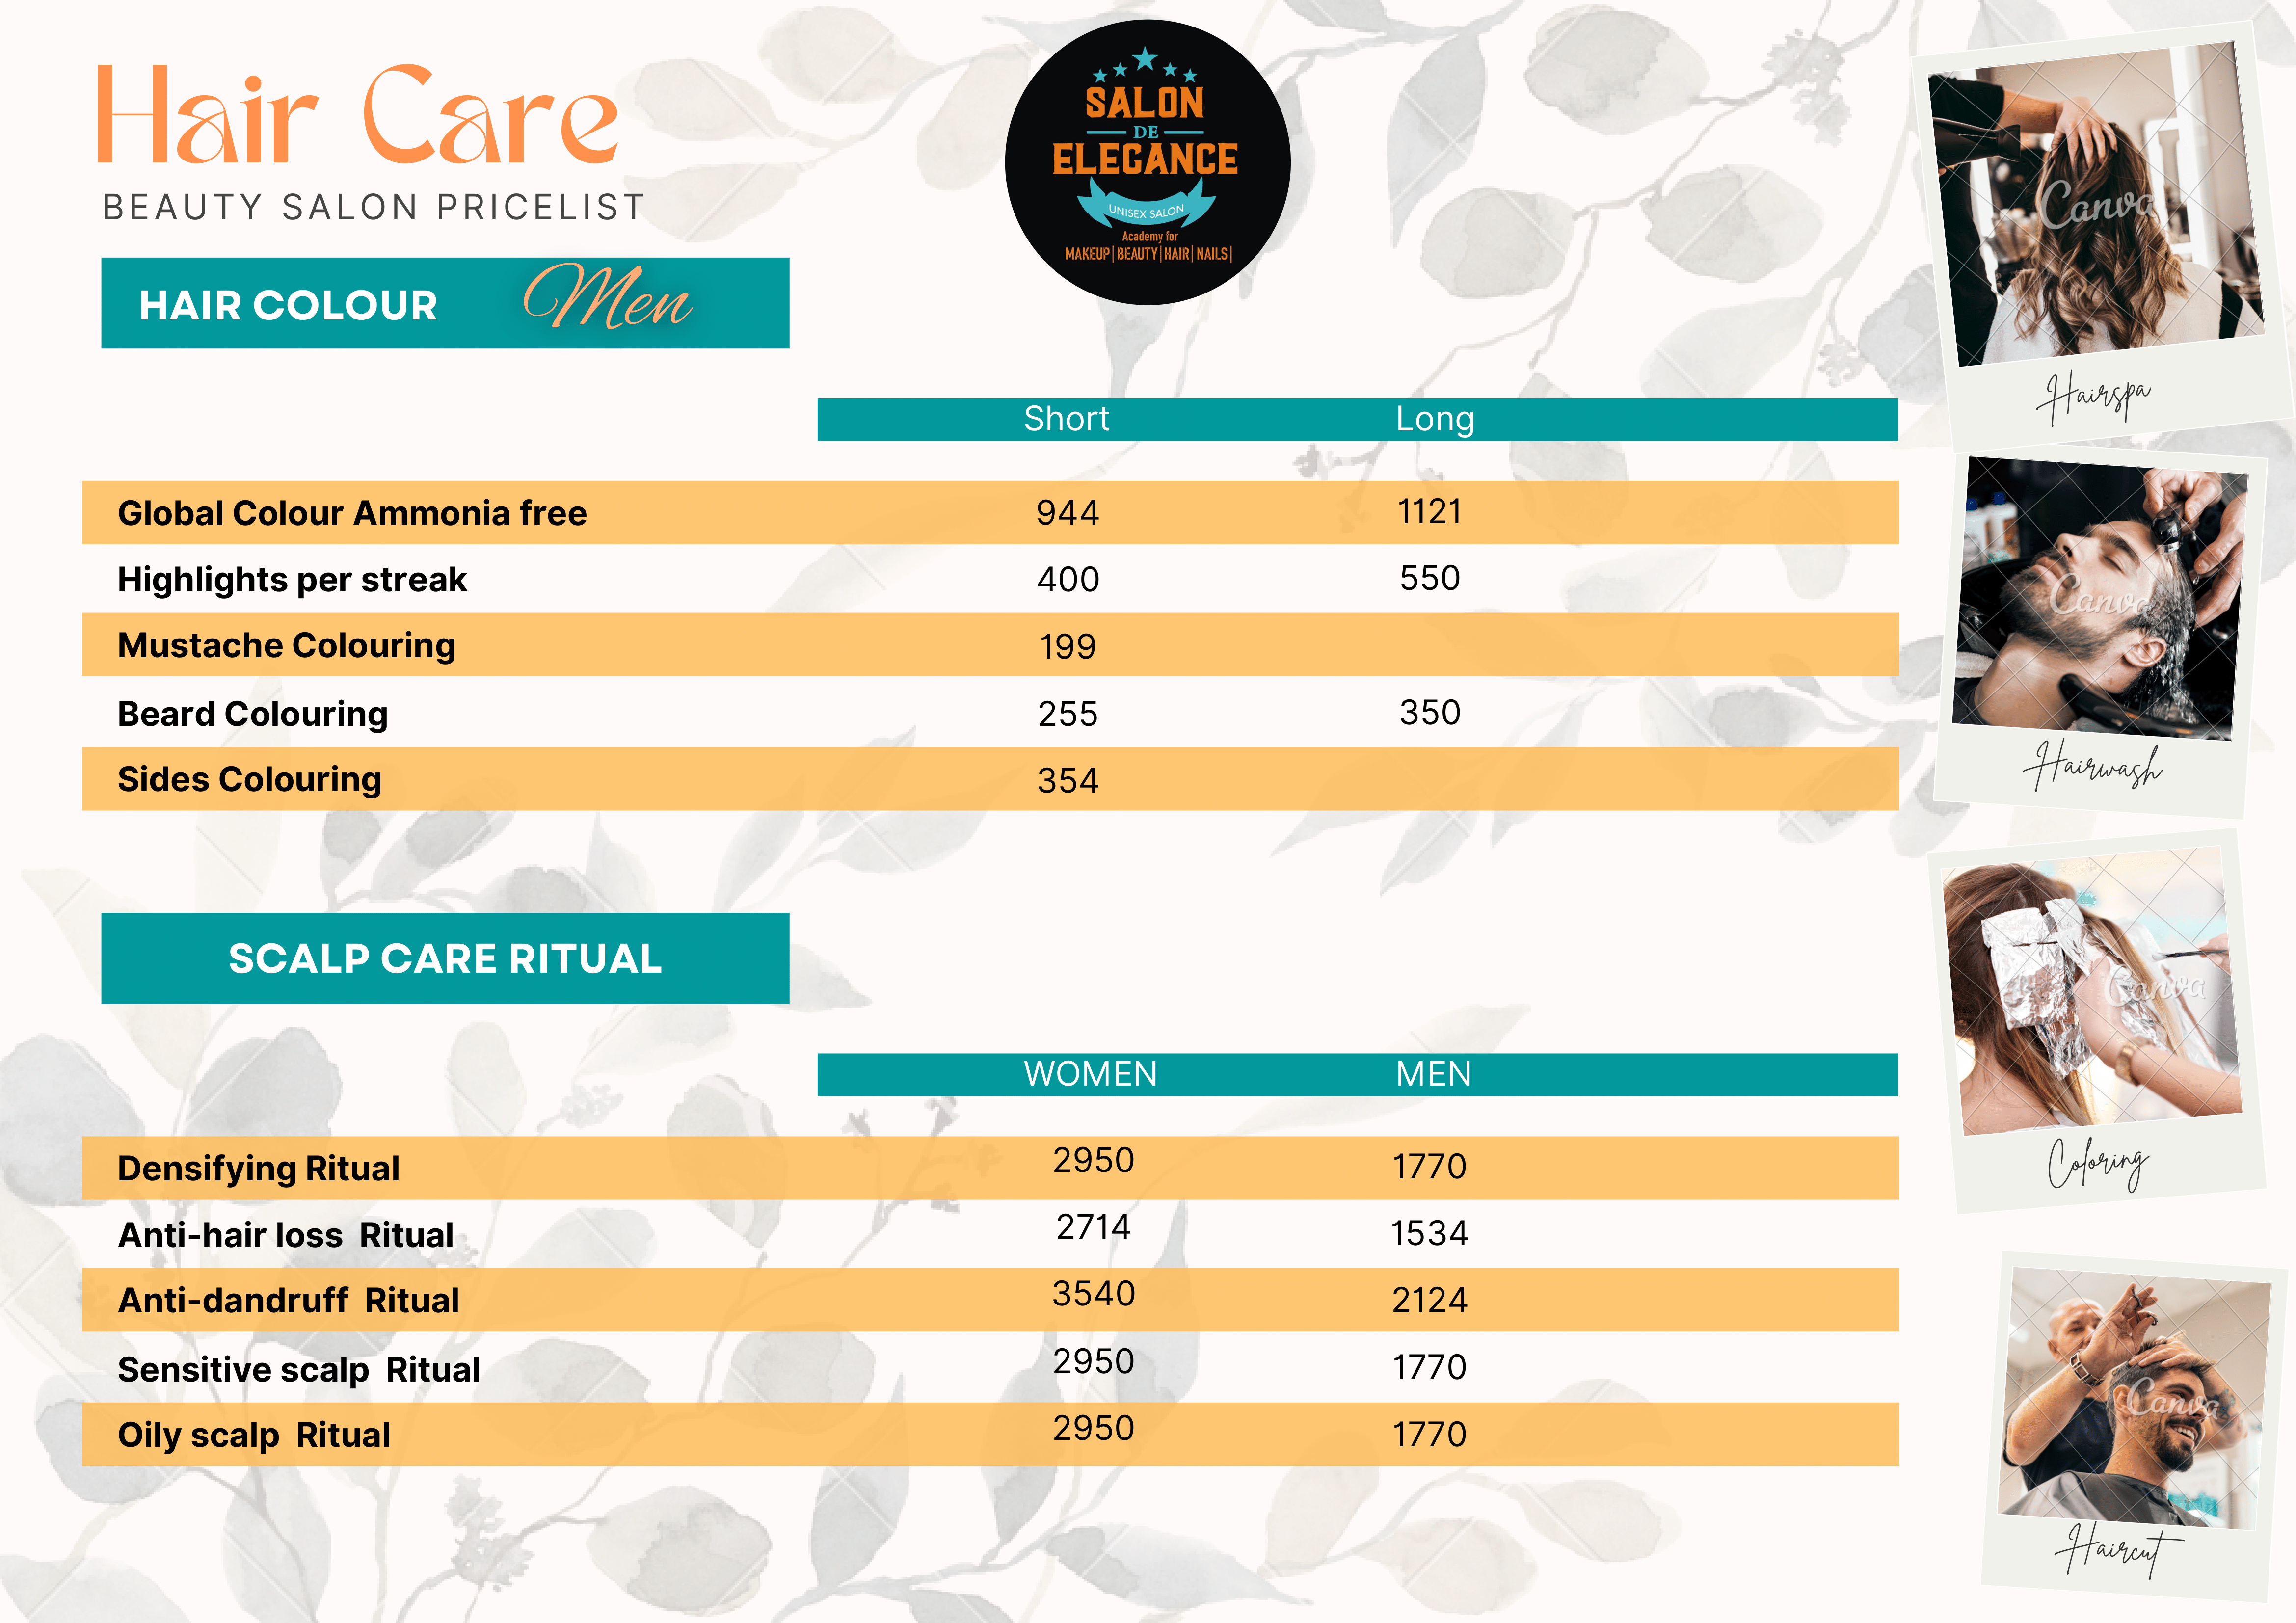 Hair Care
BEAUTY SALON PRICELIST
SALON
DE
ELEGANCE
UNISEX SALON
Academy for
MAKEUP|BEAUTY|HAIR|NAILS|
HAIR COLOUR Men
Short Long
Global Colour Ammonia free 944 1121
Highlights per streak 400 550
Mustache Colouring 199
Beard Colouring 255 350
Sides Colouring 354
SCALP CARE RITUAL
WOMEN MEN
Densifying Ritual 2950 1770
Anti-hair loss Ritual 2714 1534
Anti-dandruff Ritual 3540 2124
Sensitive scalp Ritual 2950 1770
Oily scalp Ritual 2950 1770
Canva
Hairspa
Canva
Hairwash
Canva
Coloring
Canva
Haircut